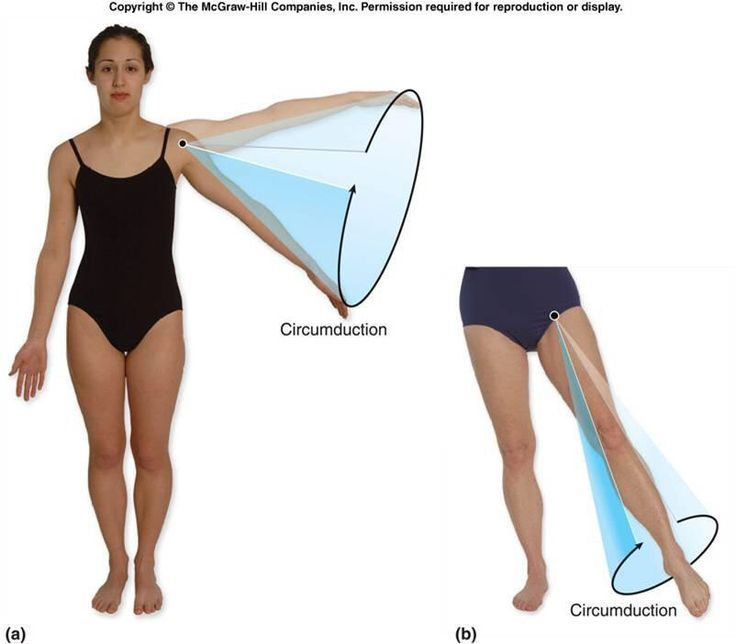 Copyright © The McGraw-Hill Companies, Inc. Permission required for reproduction or display.
Circumduction
Circumduction
(a)
(b)